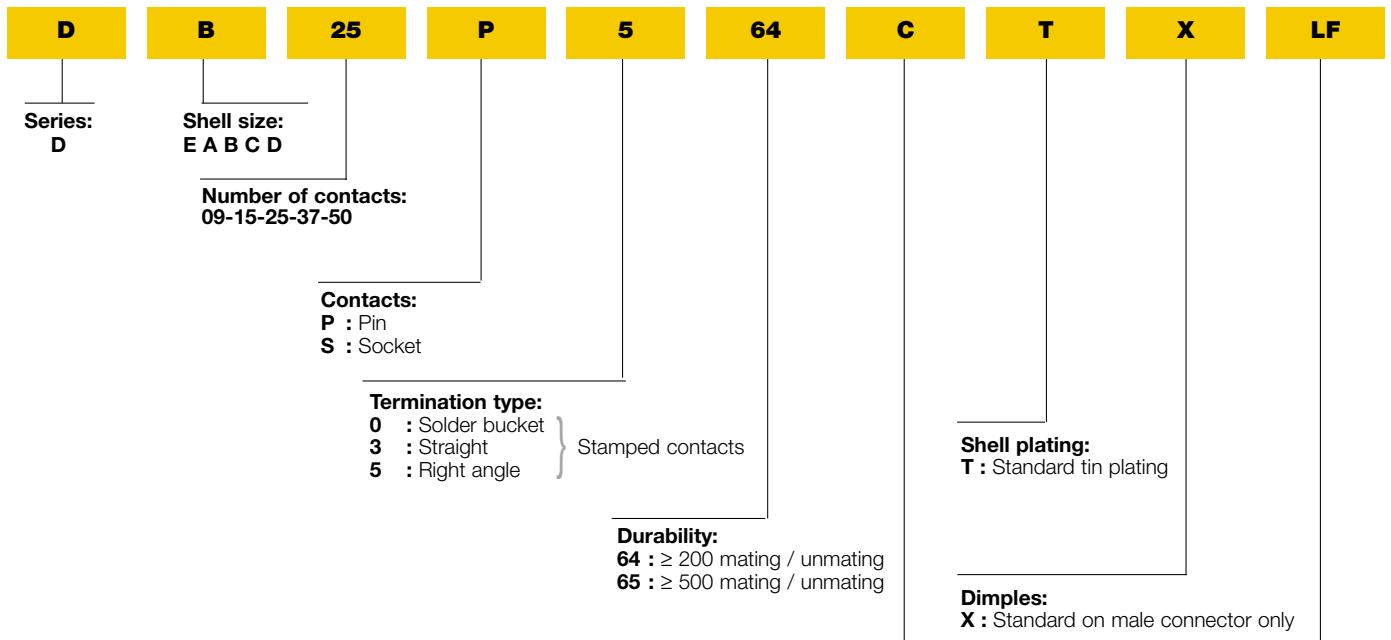 D B 25 P 5 64 C T X LF
Series:
D
Shell size:
E A B C D
Number of contacts:
09-15-25-37-50
Contacts:
P : Pin
S : Socket
Termination type:
0 : Solder bucket
3 : Straight
5 : Right angle
Stamped contacts
Shell plating:
T : Standard tin plating
Durability:
64 : ≥ 200 mating / unmating
65 : ≥ 500 mating / unmating
Dimples:
X : Standard on male connector only